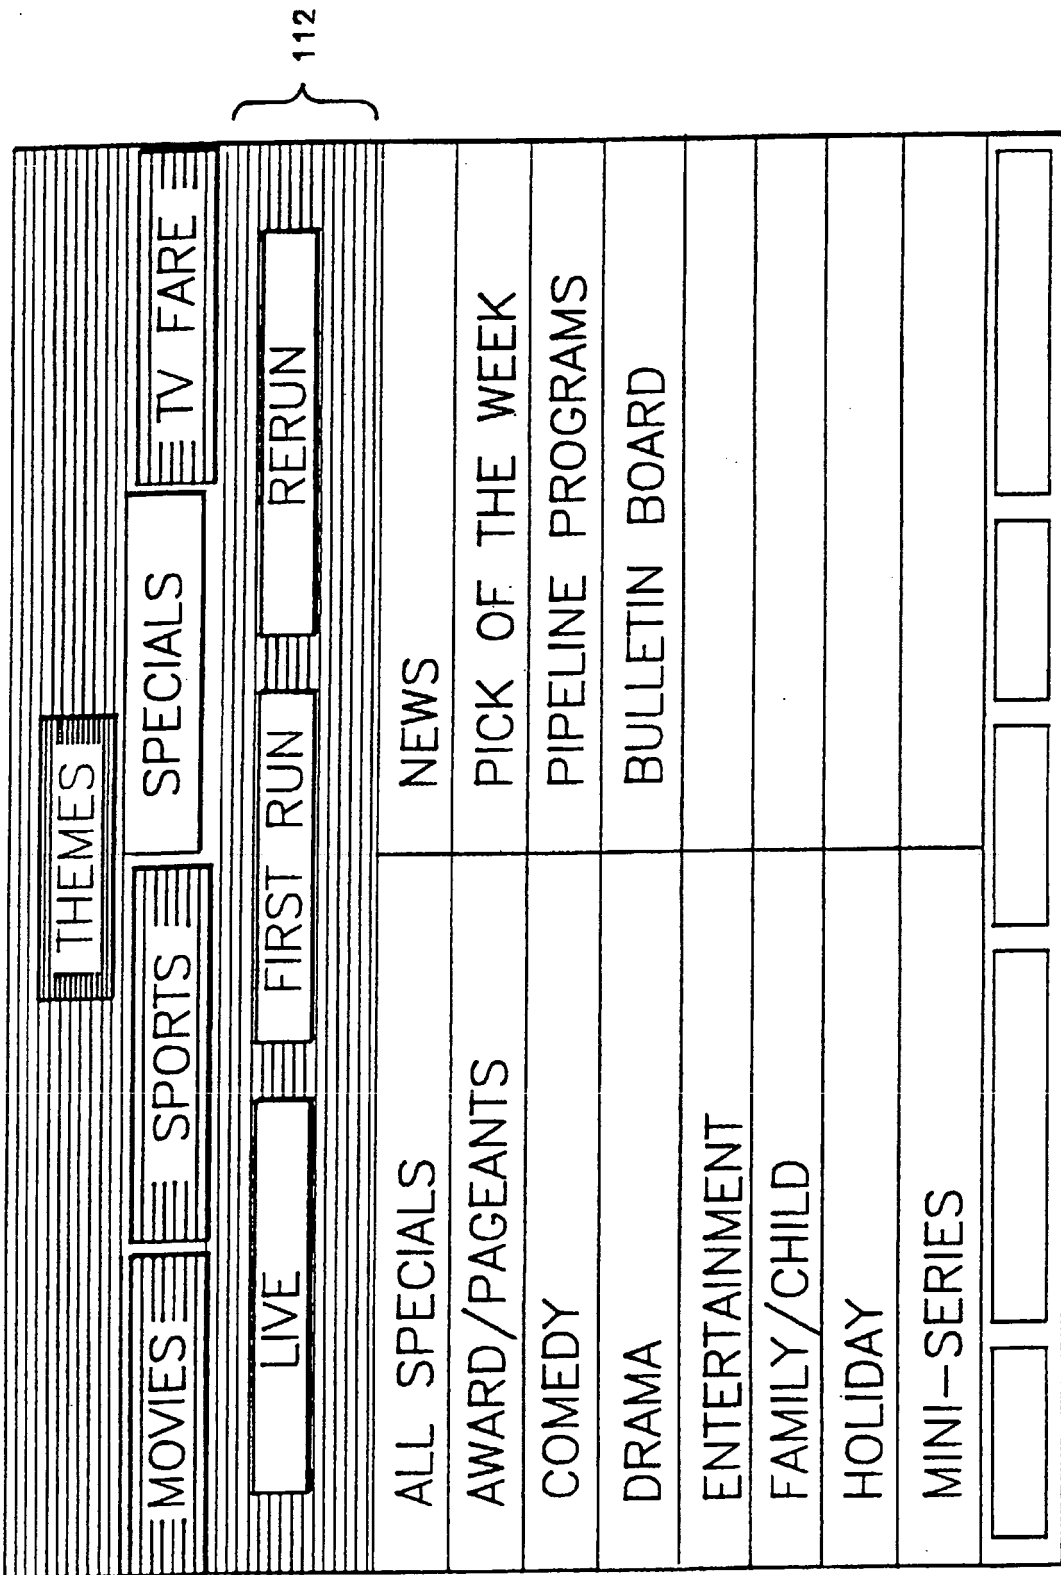 THEMES
MOVIES SPORTS SPECIALS TV FARE
LIVE FIRST RUN RERUN
112
ALL SPECIALS NEWS
AWARD/PAGEANTS PICK OF THE WEEK
COMEDY PIPELINE PROGRAMS
DRAMA BULLETIN BOARD
ENTERTAINMENT
FAMILY/CHILD
HOLIDAY
MINI-SERIES